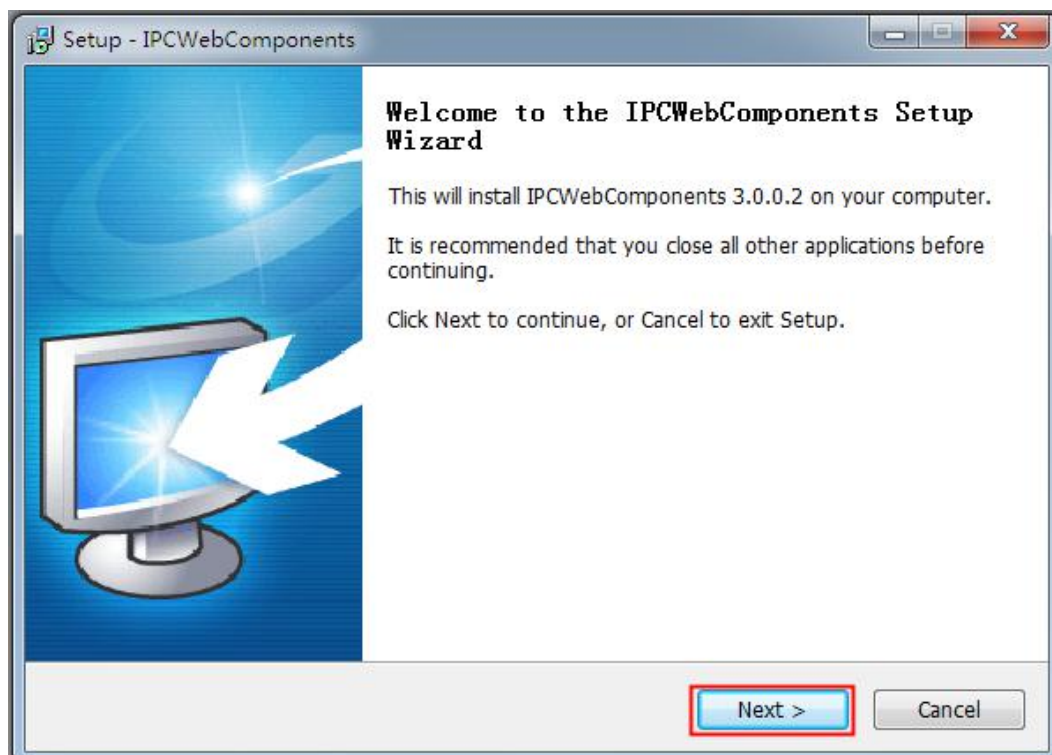 Setup - IPCWebComponents
Welcome to the IPCWebComponents Setup
Wizard
This will install IPCWebComponents 3.0.0.2 on your computer.
It is recommended that you close all other applications before
continuing.
Click Next to continue, or Cancel to exit Setup.
Next >
Cancel